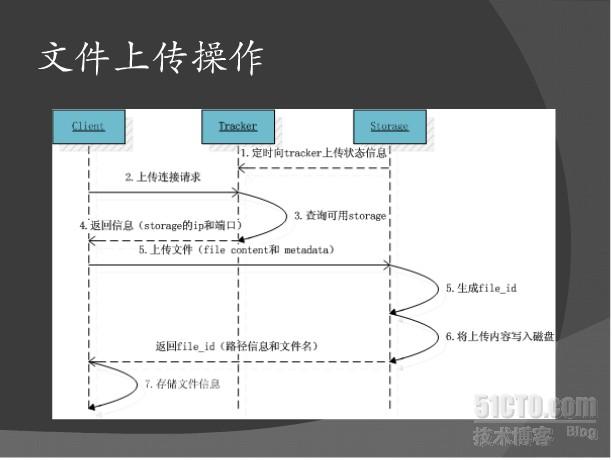 文件上传操作
Client
Tracker
Storage
1.定时向tracker上传状态信息
2.上传连接请求
3.查询可用storage
4.返回信息（storage的ip和端口）
5.上传文件（file content和 metadata）
5.生成file_id
6.将上传内容写入磁盘
返回file_id（路径信息和文件名）
7.存储文件信息
51CTO.com
技术博客 Blog